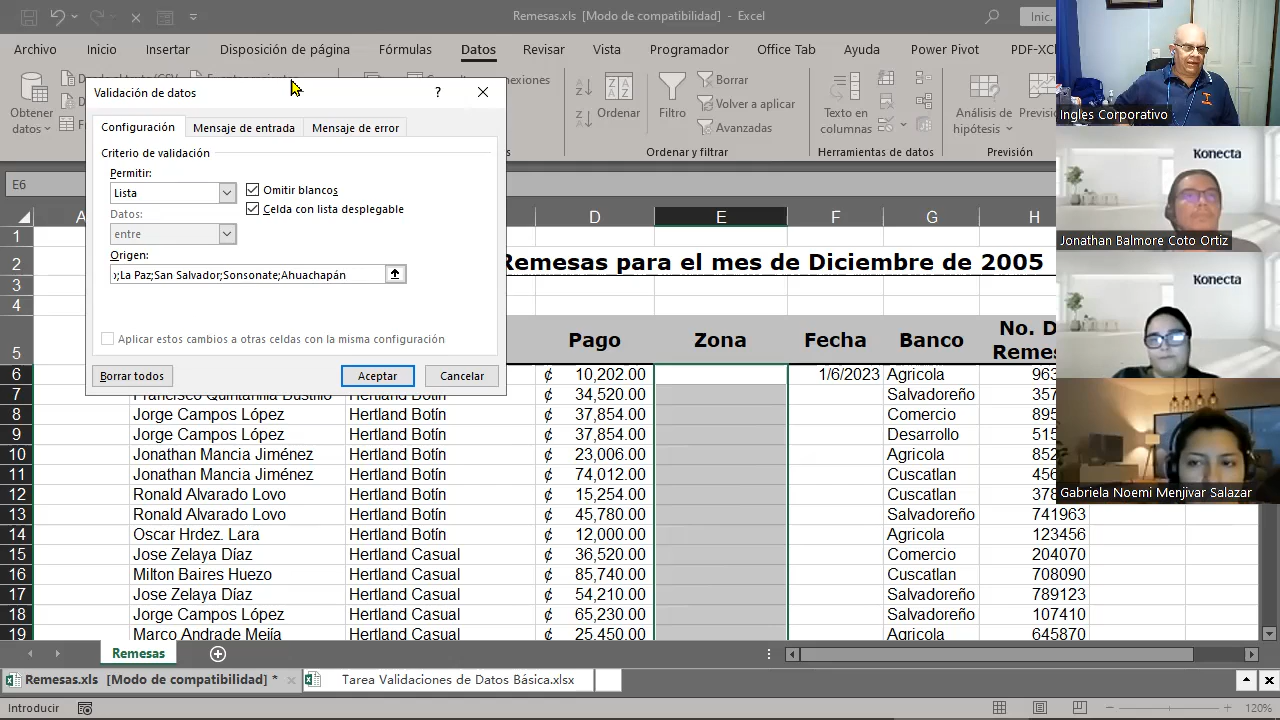 Remesas.xls [Modo de compatibilidad] - Excel
Inic.
Archivo Inicio Insertar Disposición de página Fórmulas Datos Revisar Vista Programador Office Tab Ayuda Power Pivot
Obtener datos
Ordenar
Filtro
Borrar
Volver a aplicar
Avanzadas
Texto en columnas
Análisis de hipótesis
Ordenar y filtrar
Herramientas de datos
Previsión
Validación de datos
?
Configuración Mensaje de entrada Mensaje de error
Criterio de validación
Permitir:
Lista
Omitir blancos
Celda con lista desplegable
Datos:
entre
Origen:
;La Paz;San Salvador;Sonsonate;Ahuachapán
Aplicar estos cambios a otras celdas con la misma configuración
Borrar todos Aceptar Cancelar
E6
D E F G H
1
2 Remesas para el mes de Diciembre de 2005
3
4
5 Pago Zona Fecha Banco No. D
Remes
6 ₡ 10,202.00 1/6/2023 Agricola 963
7 ₡ 34,520.00 Salvadoreño 357
8 Jorge Campos López Hertland Botín ₡ 37,854.00 Comercio 895
9 Jorge Campos López Hertland Botín ₡ 37,854.00 Desarrollo 515
10 Jonathan Mancia Jiménez Hertland Botín ₡ 23,006.00 Agricola 852
11 Jonathan Mancia Jiménez Hertland Botín ₡ 74,012.00 Cuscatlan 456
12 Ronald Alvarado Lovo Hertland Botín ₡ 15,254.00 Cuscatlan 378
13 Ronald Alvarado Lovo Hertland Botín ₡ 45,780.00 Salvadoreño 741963
14 Oscar Hrdez. Lara Hertland Botín ₡ 12,000.00 Agricola 123456
15 Jose Zelaya Díaz Hertland Casual ₡ 36,520.00 Comercio 204070
16 Milton Baires Huezo Hertland Casual ₡ 85,740.00 Cuscatlan 708090
17 Jose Zelaya Díaz Hertland Casual ₡ 54,210.00 Salvadoreño 789123
18 Jorge Campos López Hertland Casual ₡ 65,230.00 Salvadoreño 107410
19 Marco Andrade Mejía Hertland Casual ₡ 25,450.00 Agricola 645870
Remesas
Remesas.xls [Modo de compatibilidad] *
Tarea Validaciones de Datos Básica.xlsx
Introducir
120%
Ingles Corporativo
Konecta
Jonathan Balmore Coto Ortiz
Konecta
Gabriela Noemi Menjivar Salazar